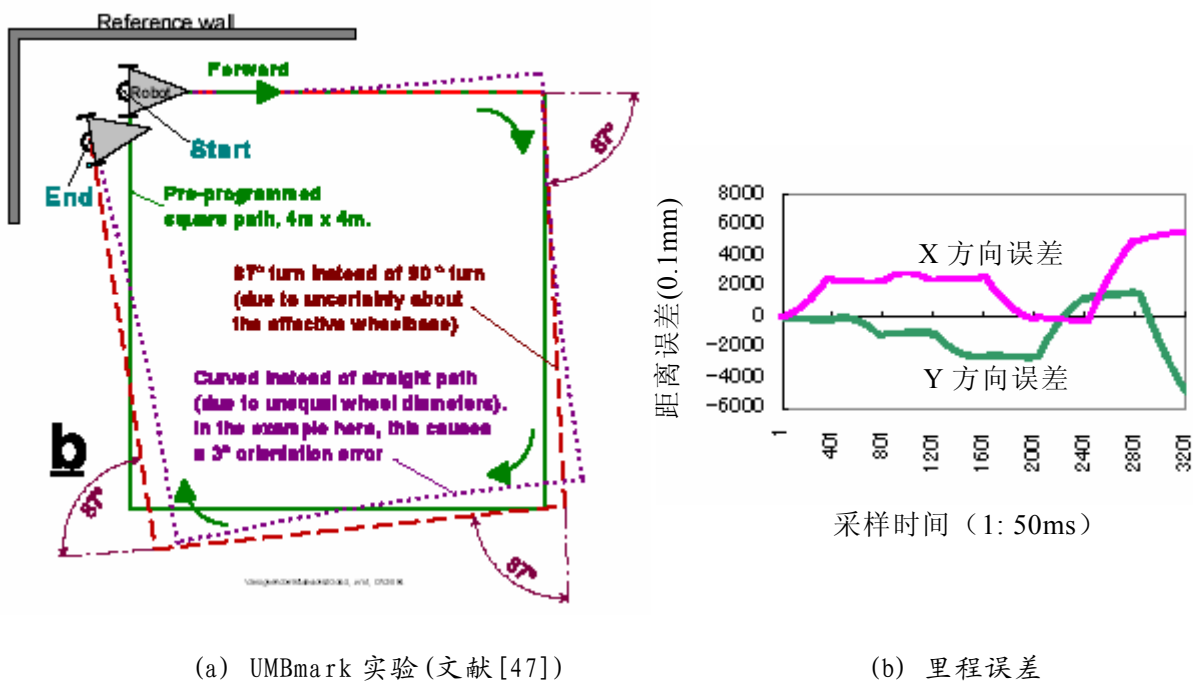 Reference wall
Forward
Robot
Start
End
87°
Pre-programmed
square path, 4m x 4m.
87° turn instead of 90° turn
(due to uncertainty about
the effective wheelbase)
Curved instead of straight path
(due to unequal wheel diameters).
In the example here, this causes
a 3° orientation error
b
87°
87°
(a) UMBmark 实验(文献[47])
距离误差(0.1mm)
8000
6000
4000
2000
0
-2000
-4000
-6000
X 方向误差
Y 方向误差
1
401
801
1201
1601
2001
2401
2801
3201
采样时间（1: 50ms）
(b) 里程误差